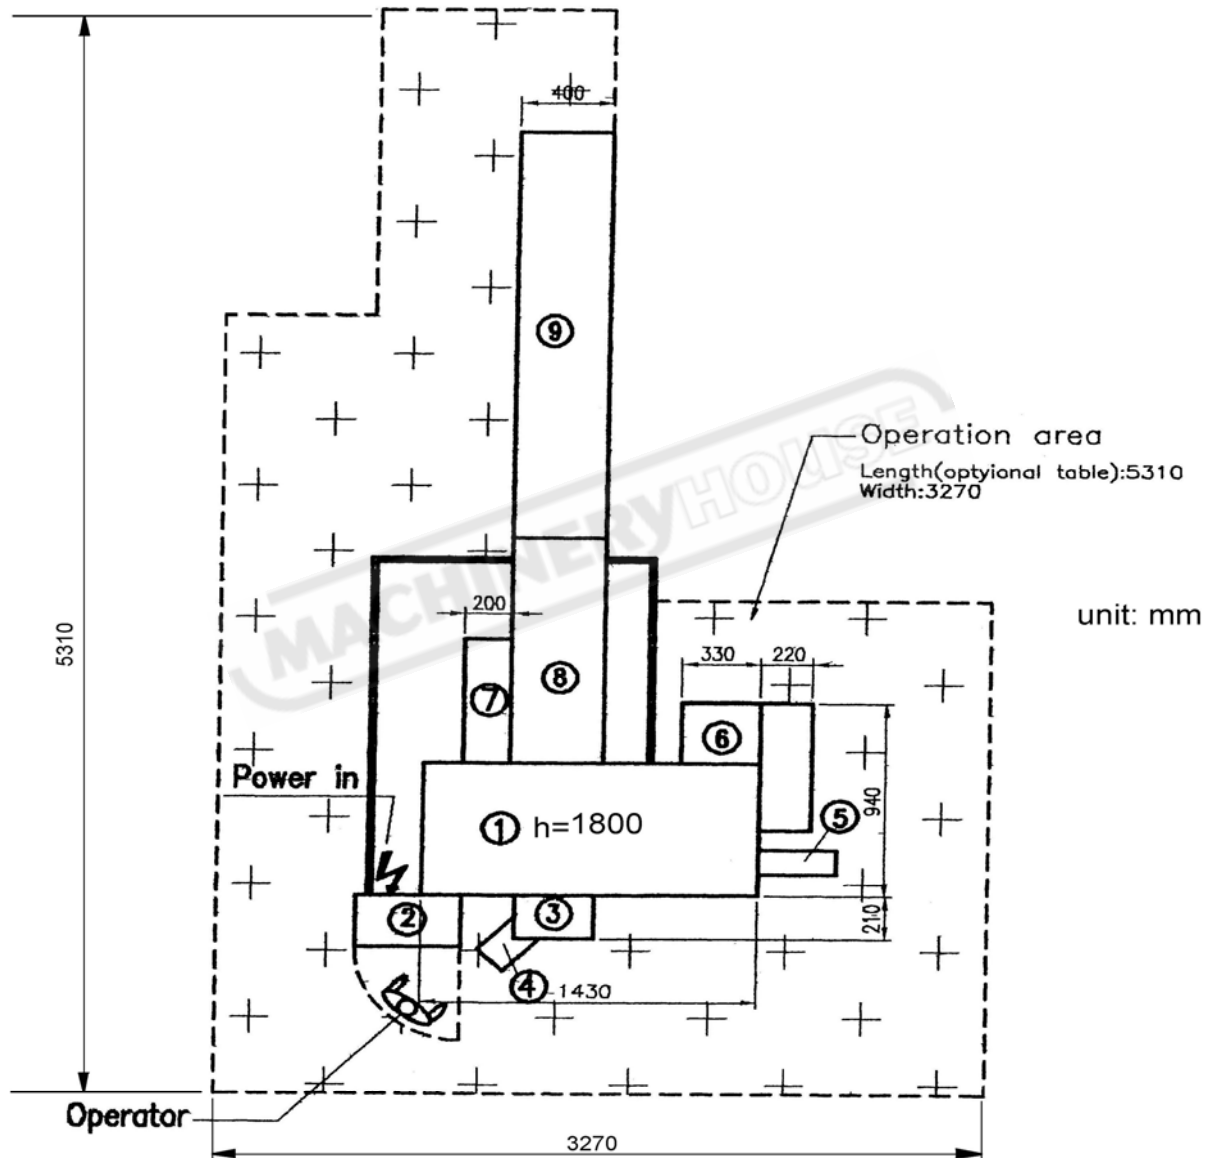 400
⑨
MACHINERYHOUSE
Operation area
Length(optyional table):5310
Width:3270
unit: mm
5310
200
330
220
⑦
⑧
⑥
Power in
940
① h=1800
⑤
②
③
210
④
1430
Operator
3270